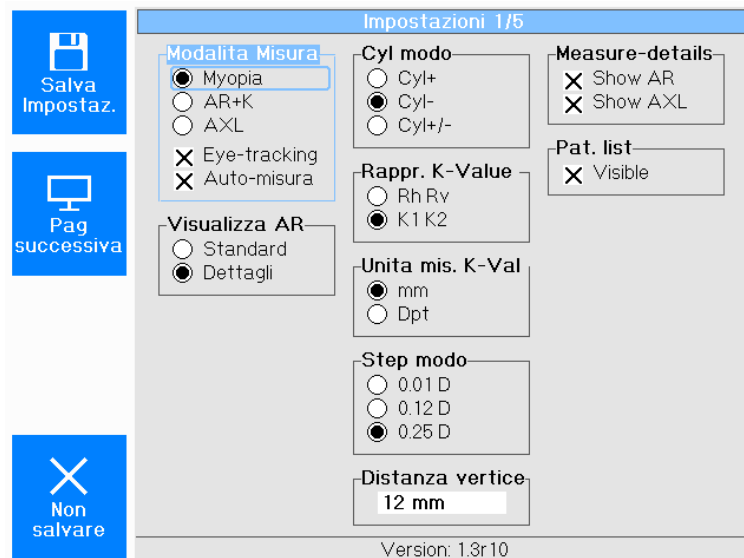 Impostazioni 1/5
Salva
Impostaz.
Pag
successiva
Non
salvare
Modalita Misura
Myopia
AR+K
AXL
Eye-tracking
Auto-misura
Visualizza AR
Standard
Dettagli
Cyl modo
Cyl+
Cyl-
Cyl+/-
Rappr. K-Value
Rh Rv
K1 K2
Unita mis. K-Val
mm
Dpt
Step modo
0.01 D
0.12 D
0.25 D
Distanza vertice
12 mm
Measure-details
Show AR
Show AXL
Pat. list
Visible
Version: 1.3r10